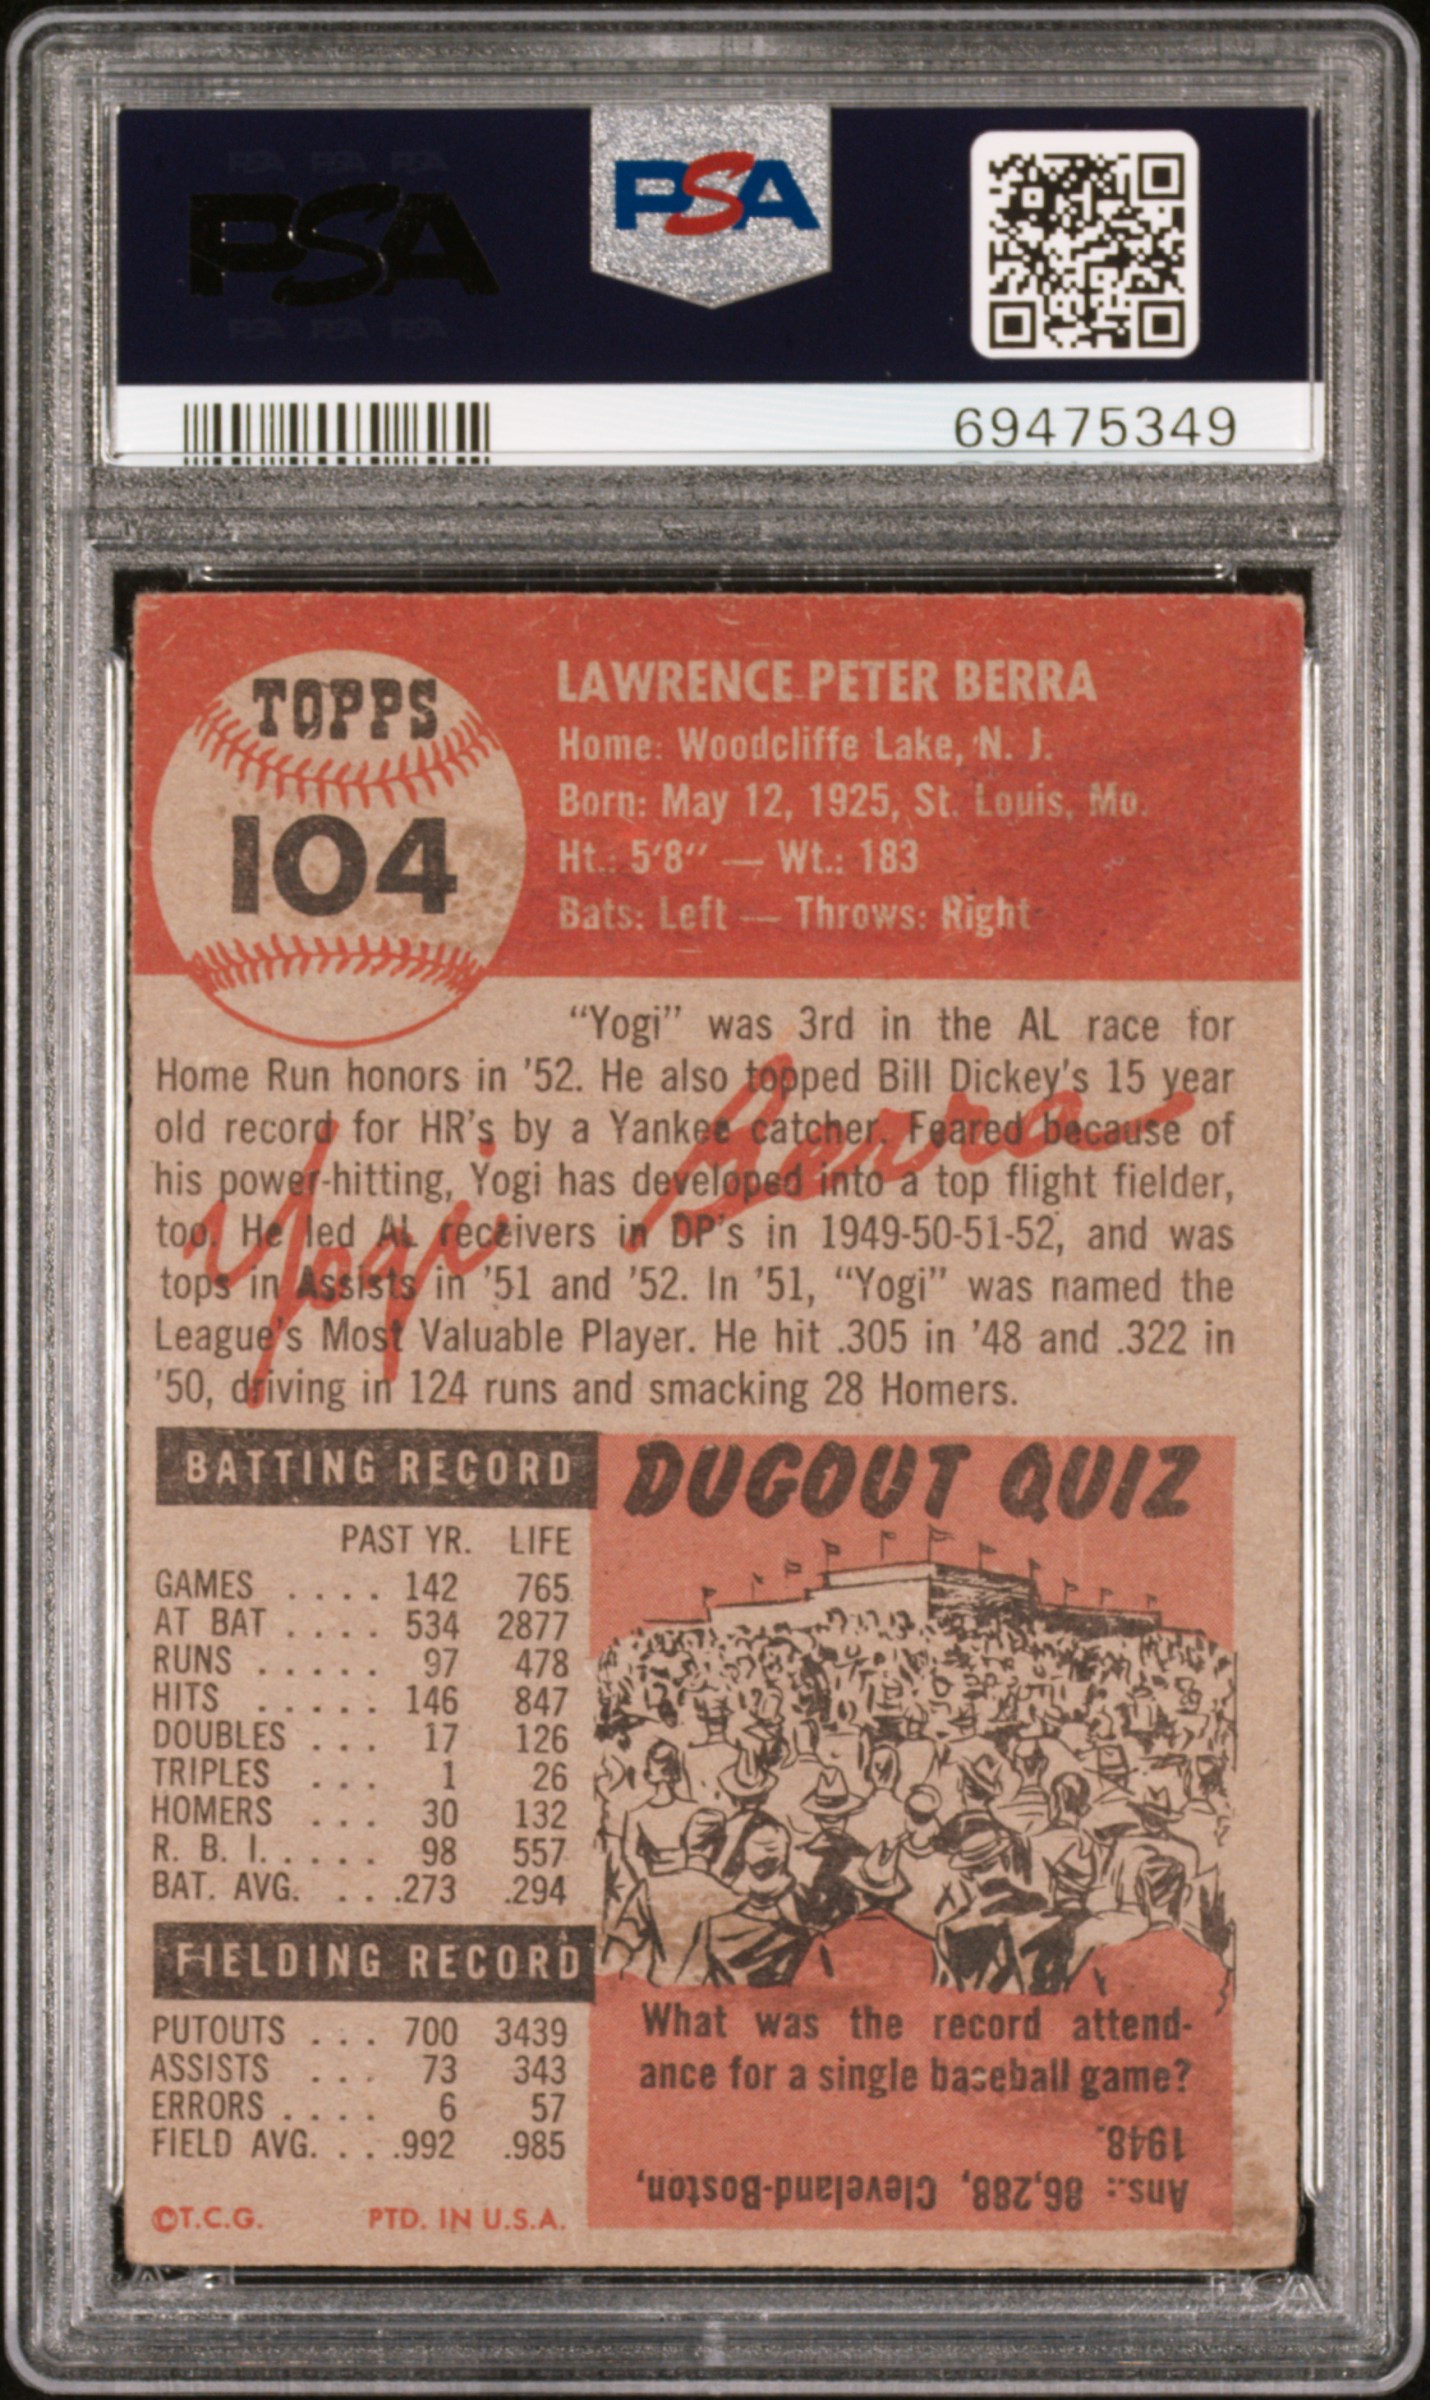 PSA PSA PSA
PSA
PSA PSA PSA
PSA
69475349
TOPPS
104
LAWRENCE PETER BERRA
Home: Woodcliffe Lake, N. J.
Born: May 12, 1925, St. Louis, Mo.
Ht.: 5'8" — Wt.: 183
Bats: Left — Throws: Right
"Yogi" was 3rd in the AL race for
Home Run honors in '52. He also topped Bill Dickey's 15 year
old record for HR's by a Yankee catcher. Feared because of
his power-hitting, Yogi has developed into a top flight fielder,
too. He led AL receivers in DP's in 1949-50-51-52, and was
tops in Assists in '51 and '52. In '51, "Yogi" was named the
League's Most Valuable Player. He hit .305 in '48 and .322 in
'50, driving in 124 runs and smacking 28 Homers.
Yogi Berra
BATTING RECORD
PAST YR. LIFE
GAMES . . . . 142 765
AT BAT . . . . 534 2877
RUNS . . . . . 97 478
HITS . . . . . 146 847
DOUBLES . . . 17 126
TRIPLES . . . 1 26
HOMERS . . . 30 132
R. B. I. . . . . 98 557
BAT. AVG. . . . .273 .294
FIELDING RECORD
PUTOUTS . . . 700 3439
ASSISTS . . . 73 343
ERRORS . . . . 6 57
FIELD AVG. . . . .992 .985
©T.C.G. PTD. IN U.S.A.
DUGOUT QUIZ
What was the record attend-
ance for a single baseball game?
Ans.: 86,288, Cleveland-Boston,
1948.
PSA